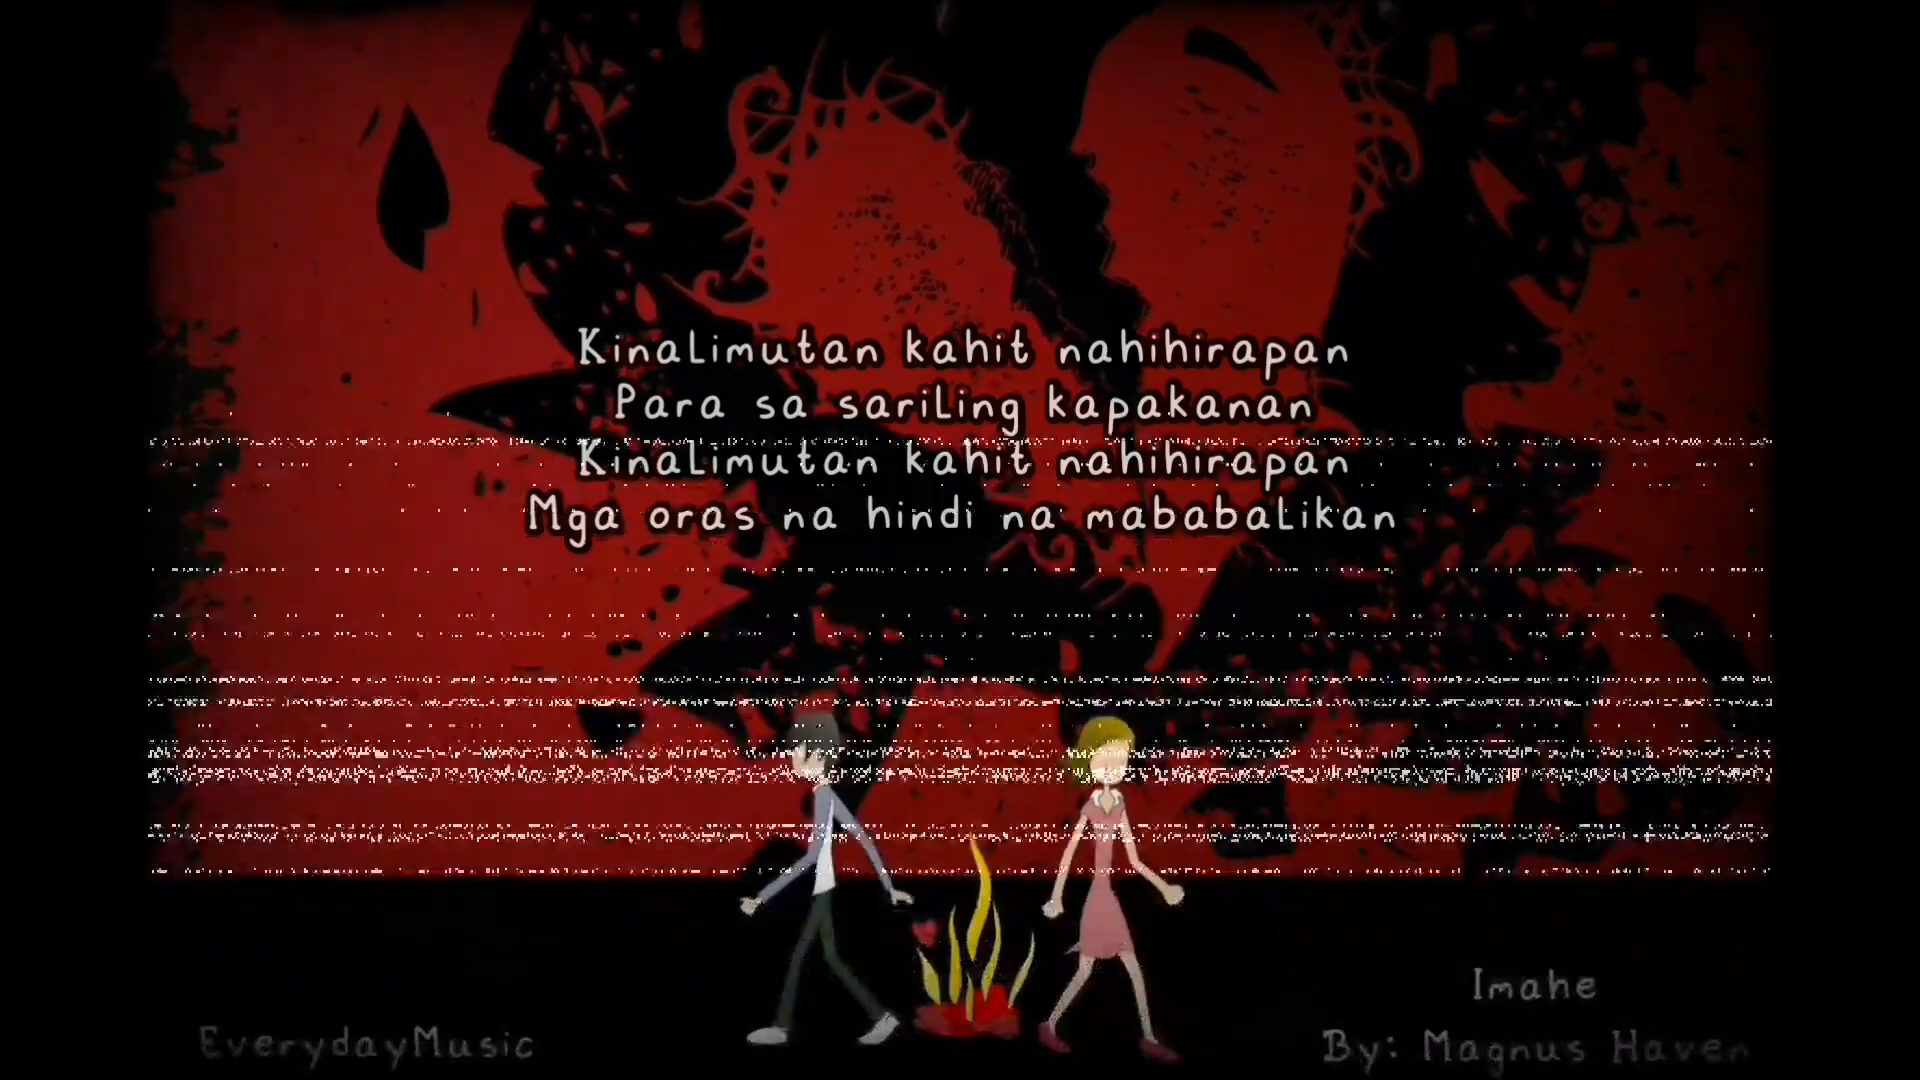 Kinalimutan kahit nahihirapan
Para sa sariling kapakanan
Kinalimutan kahit nahihirapan
Mga oras na hindi na mababalikan
Imahe
EverydayMusic
By: Magnus Haven